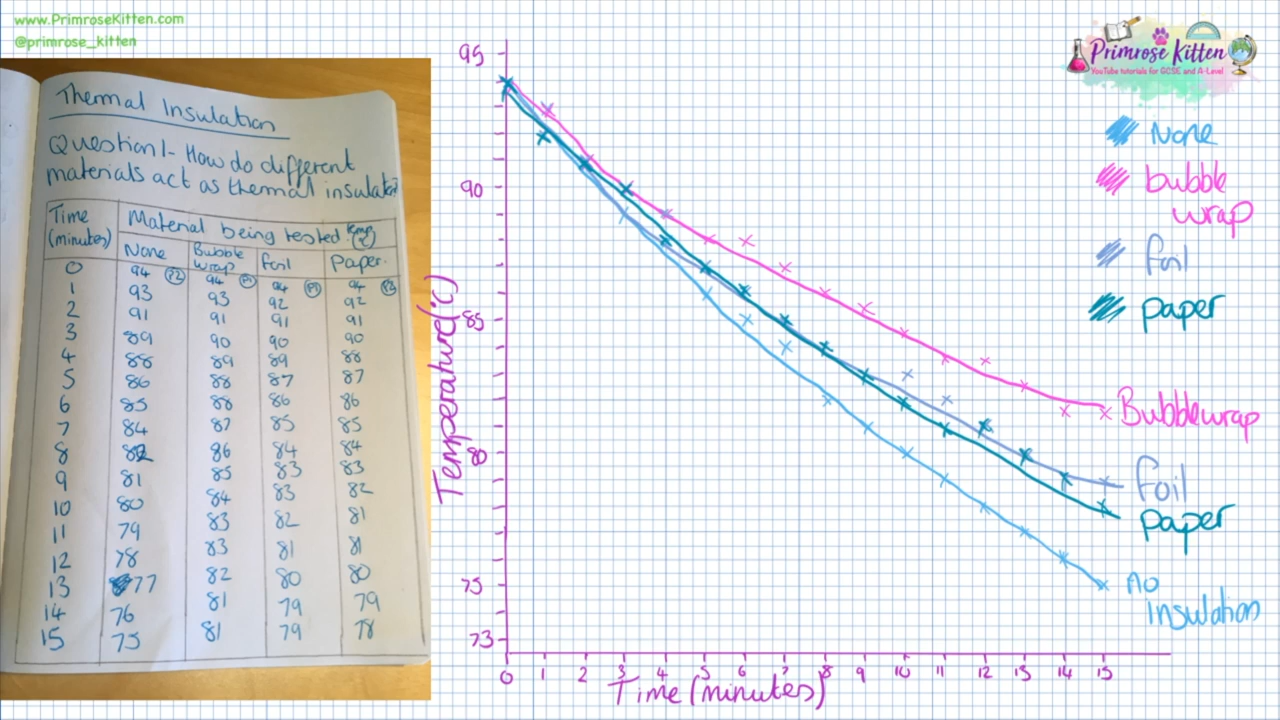 www.PrimroseKitten.com
@primrose_kitten
Thermal Insulation
Question 1 - How do different
materials act as thermal insulator
Time
(minutes)
Material being tested Temp (°C)
None Bubble wrap foil Paper.
0 94 94 94 94
1 93 93 92 92
2 91 91 91 91
3 89 90 90 90
4 88 89 89 88
5 86 88 87 87
6 85 88 86 86
7 84 87 85 85
8 82 86 84 84
9 81 85 83 83
10 80 84 83 82
11 79 83 82 81
12 78 83 81 81
13 77 82 80 80
14 76 81 79 79
15 75 81 79 78
95
90
85
80
75
73
Temperature (°C)
0 1 2 3 4 5 6 7 8 9 10 11 12 13 14 15
Time (minutes)
Primrose Kitten
YouTube tutorials for GCSE and A-Level
None
bubble
wrap
foil
paper
Bubblewrap
foil
paper
no
insulation